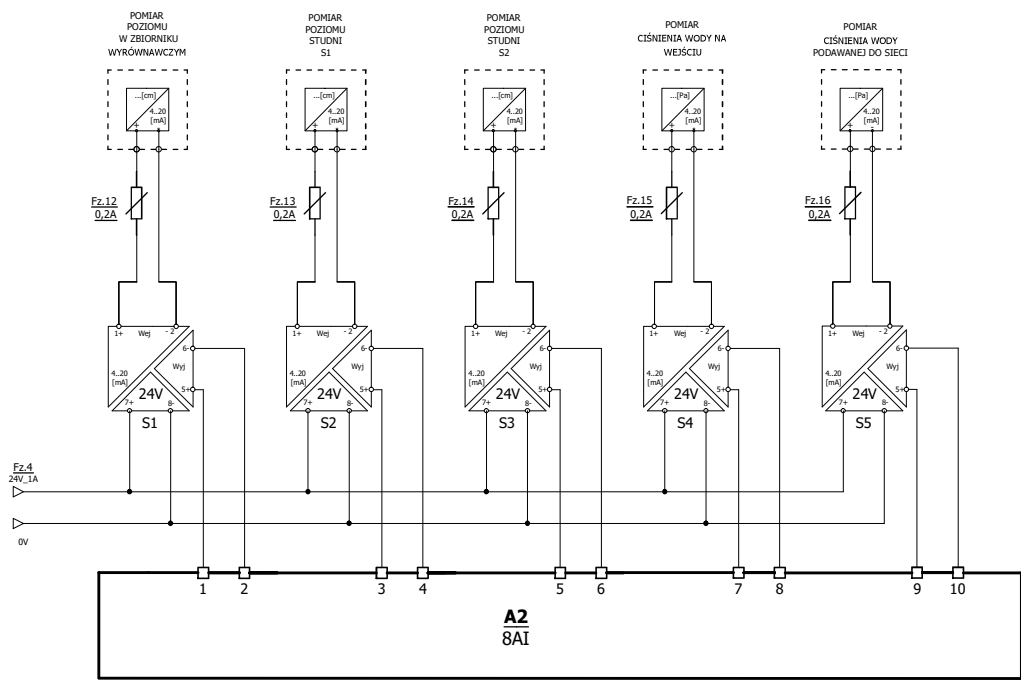 POMIAR
POZIOMU
W ZBIORNIKU
WYRÓWNAWCZYM
POMIAR
POZIOMU
STUDNI
S1
POMIAR
POZIOMU
STUDNI
S2
POMIAR
CIŚNIENIA WODY NA
WEJŚCIU
POMIAR
CIŚNIENIA WODY
PODAWANEJ DO SIECI
...[cm]
4..20
[mA]
+ -
...[cm]
4..20
[mA]
+ -
...[cm]
4..20
[mA]
+ -
...[Pa]
4..20
[mA]
+ -
...[Pa]
4..20
[mA]
+ -
Fz.12
0,2A
Fz.13
0,2A
Fz.14
0,2A
Fz.15
0,2A
Fz.16
0,2A
1+ Wej - 2
6-
Wyj
4..20
[mA]
24V
5+
7+ 8-
S1
1+ Wej - 2
6-
Wyj
4..20
[mA]
24V
5+
7+ 8-
S2
1+ Wej - 2
6-
Wyj
4..20
[mA]
24V
5+
7+ 8-
S3
1+ Wej - 2
6-
Wyj
4..20
[mA]
24V
5+
7+ 8-
S4
1+ Wej - 2
6-
Wyj
4..20
[mA]
24V
5+
7+ 8-
S5
Fz.4
24V_1A
0V
1 2 3 4 5 6 7 8 9 10
A2
8AI